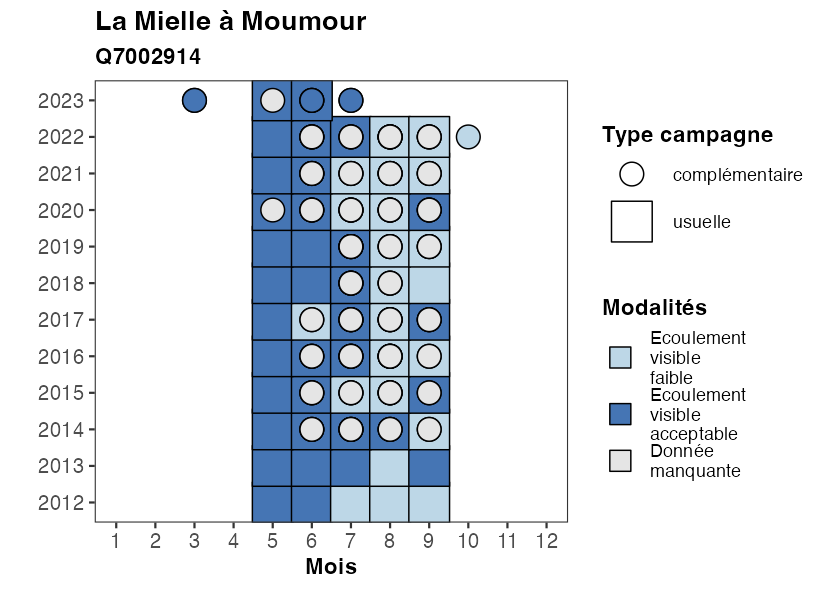 La Mielle à Moumour
Q7002914
2023
2022
2021
2020
2019
2018
2017
2016
2015
2014
2013
2012
1 2 3 4 5 6 7 8 9 10 11 12
Mois
Type campagne
complémentaire
usuelle
Modalités
Ecoulement
visible
faible
Ecoulement
visible
acceptable
Donnée
manquante